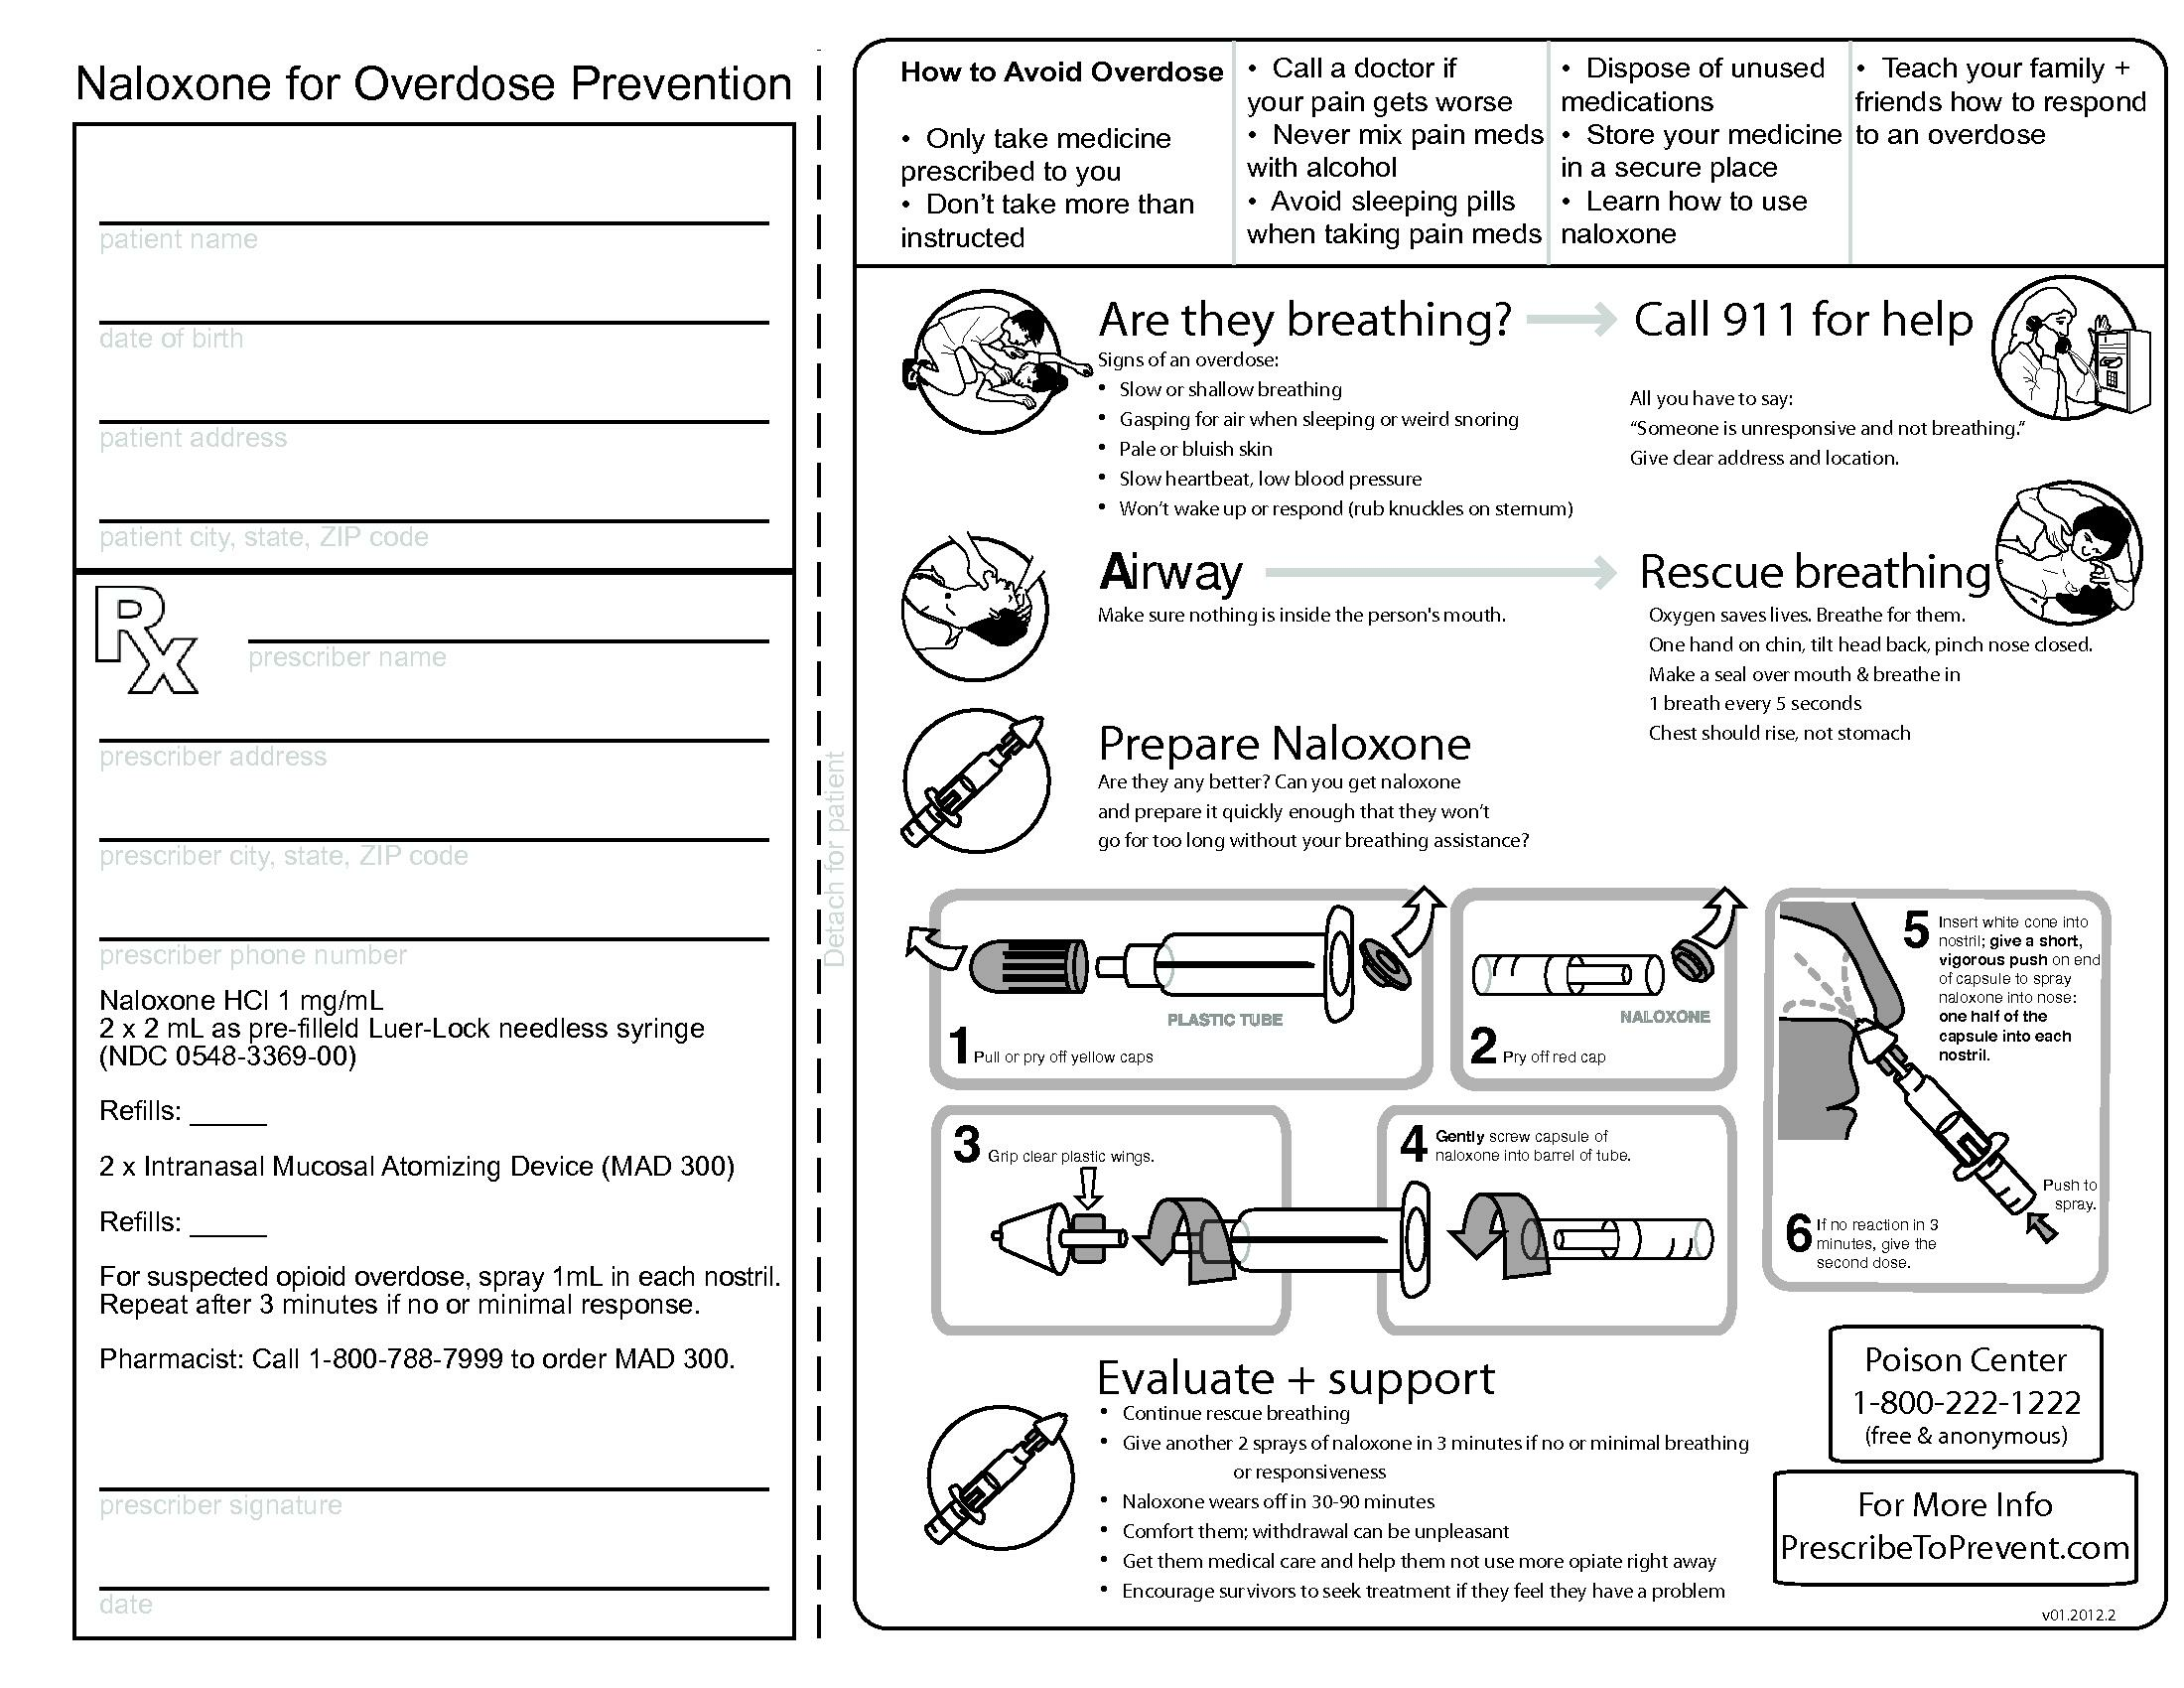 Naloxone for Overdose Prevention
patient name
date of birth
patient address
patient city, state, ZIP code
Rx
prescriber name
prescriber address
prescriber city, state, ZIP code
prescriber phone number
Naloxone HCl 1 mg/mL
2 x 2 mL as pre-filleld Luer-Lock needless syringe
(NDC 0548-3369-00)
Refills: _____
2 x Intranasal Mucosal Atomizing Device (MAD 300)
Refills: _____
For suspected opioid overdose, spray 1mL in each nostril.
Repeat after 3 minutes if no or minimal response.
Pharmacist: Call 1-800-788-7999 to order MAD 300.
prescriber signature
date
Detach for patient
How to Avoid Overdose
• Only take medicine
prescribed to you
• Don't take more than
instructed
• Call a doctor if
your pain gets worse
• Never mix pain meds
with alcohol
• Avoid sleeping pills
when taking pain meds
• Dispose of unused
medications
• Store your medicine
in a secure place
• Learn how to use
naloxone
• Teach your family +
friends how to respond
to an overdose
Are they breathing?
Signs of an overdose:
• Slow or shallow breathing
• Gasping for air when sleeping or weird snoring
• Pale or bluish skin
• Slow heartbeat, low blood pressure
• Won't wake up or respond (rub knuckles on sternum)
Call 911 for help
All you have to say:
"Someone is unresponsive and not breathing."
Give clear address and location.
Airway
Make sure nothing is inside the person's mouth.
Rescue breathing
Oxygen saves lives. Breathe for them.
One hand on chin, tilt head back, pinch nose closed.
Make a seal over mouth & breathe in
1 breath every 5 seconds
Chest should rise, not stomach
Prepare Naloxone
Are they any better? Can you get naloxone
and prepare it quickly enough that they won't
go for too long without your breathing assistance?
PLASTIC TUBE
1 Pull or pry off yellow caps
NALOXONE
2 Pry off red cap
3 Grip clear plastic wings.
4 Gently screw capsule of
naloxone into barrel of tube.
5 Insert white cone into
nostril; give a short,
vigorous push on end
of capsule to spray
naloxone into nose:
one half of the
capsule into each
nostril.
Push to
spray.
6 If no reaction in 3
minutes, give the
second dose.
Evaluate + support
• Continue rescue breathing
• Give another 2 sprays of naloxone in 3 minutes if no or minimal breathing
or responsiveness
• Naloxone wears off in 30-90 minutes
• Comfort them; withdrawal can be unpleasant
• Get them medical care and help them not use more opiate right away
• Encourage survivors to seek treatment if they feel they have a problem
Poison Center
1-800-222-1222
(free & anonymous)
For More Info
PrescribeToPrevent.com
v01.2012.2